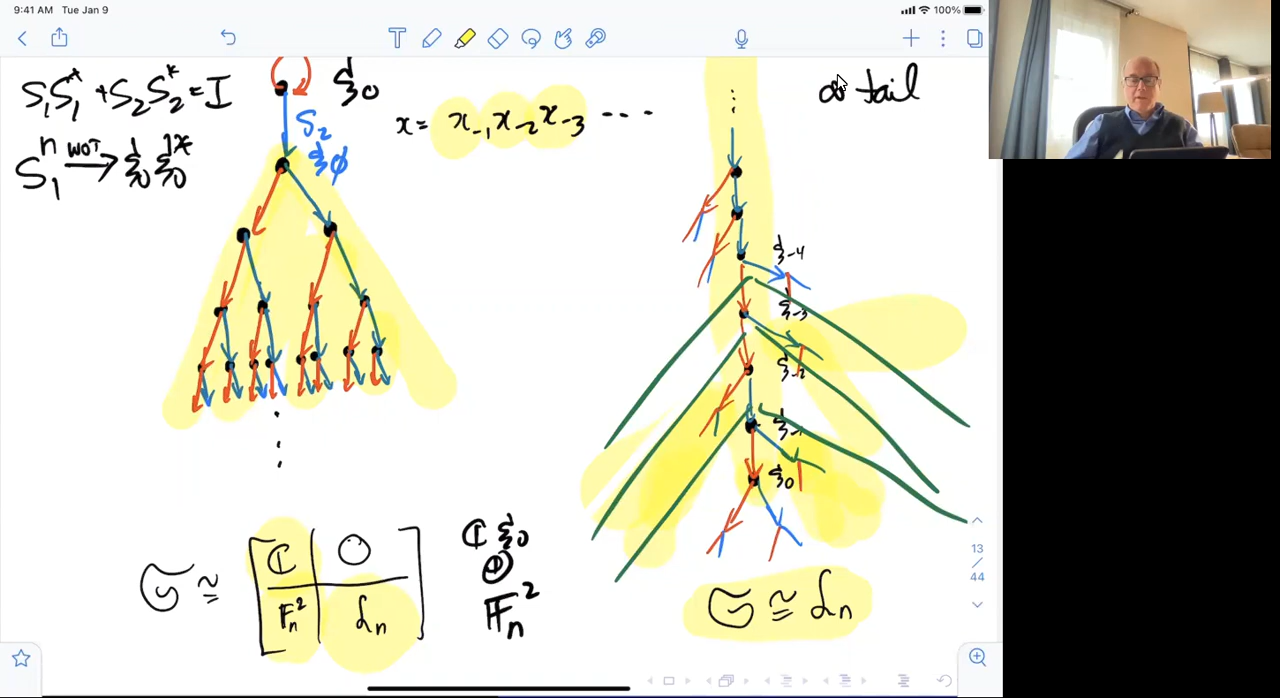 9:41 AM Tue Jan 9
100%
S₁S₁* + S₂S₂* = I
ξ₀
∞ tail
S₂
ξ∅
x = x₋₁x₋₂x₋₃ ...
S₁ⁿ WOT→ ξ₀ξ₀*
ξ₋₄
ξ₋₃
ξ₋₂
ξ₋₁
ξ₀
𝔖 ≅ [ℂ 0
𝔽ₙ² 𝔏ₙ]
ℂξ₀
⊕
𝔽ₙ²
𝔖 ≅ 𝔏ₙ
13
/
44